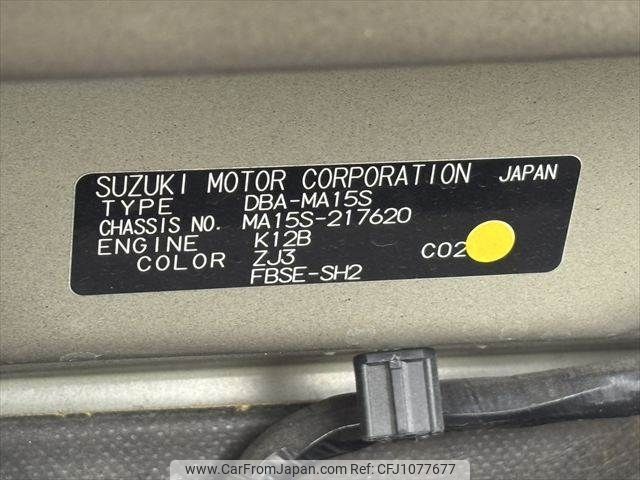 SUZUKI MOTOR CORPORATION JAPAN
TYPE DBA-MA15S
CHASSIS NO. MA15S-217620
ENGINE K12B
COLOR ZJ3 CO2
FBSE-SH2
www.CarFromJapan.com | Ref:CFJ1077677